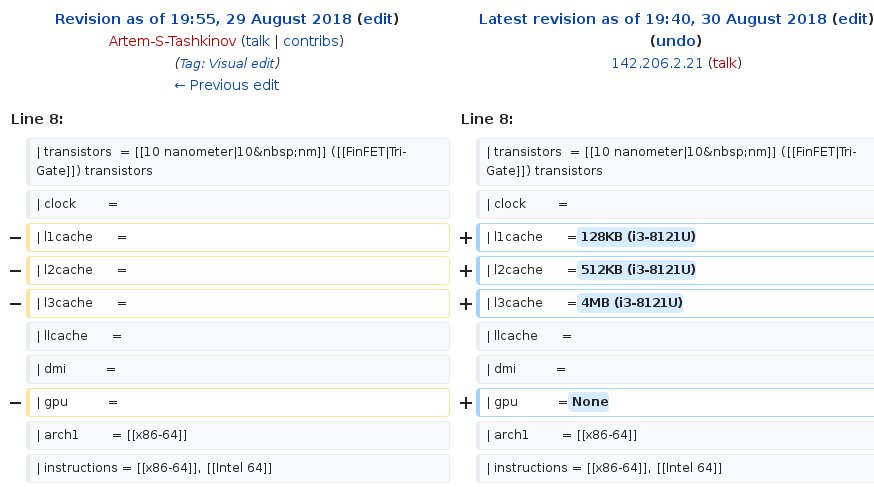 Revision as of 19:55, 29 August 2018 (edit)
Artem-S-Tashkinov (talk | contribs)
(Tag: Visual edit)
← Previous edit
Latest revision as of 19:40, 30 August 2018 (edit)
(undo)
142.206.2.21 (talk)
Line 8:
Line 8:
| transistors = [[10 nanometer|10&nbsp;nm]] ([[FinFET|Tri-
Gate]]) transistors
| transistors = [[10 nanometer|10&nbsp;nm]] ([[FinFET|Tri-
Gate]]) transistors
| clock =
| clock =
− | l1cache =
+ | l1cache = 128KB (i3-8121U)
− | l2cache =
+ | l2cache = 512KB (i3-8121U)
− | l3cache =
+ | l3cache = 4MB (i3-8121U)
| llcache =
| llcache =
| dmi =
| dmi =
− | gpu =
+ | gpu = None
| arch1 = [[x86-64]]
| arch1 = [[x86-64]]
| instructions = [[x86-64]], [[Intel 64]]
| instructions = [[x86-64]], [[Intel 64]]